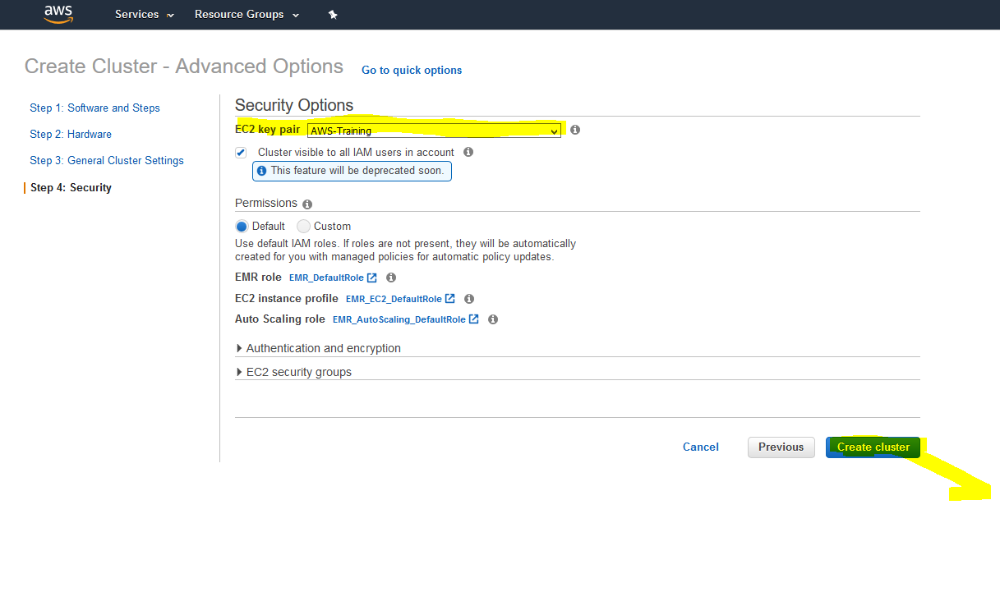 aws Services Resource Groups
Create Cluster - Advanced Options Go to quick options
Step 1: Software and Steps
Step 2: Hardware
Step 3: General Cluster Settings
Step 4: Security
Security Options
EC2 key pair AWS-Training
Cluster visible to all IAM users in account
This feature will be deprecated soon.
Permissions
Default Custom
Use default IAM roles. If roles are not present, they will be automatically
created for you with managed policies for automatic policy updates.
EMR role EMR_DefaultRole
EC2 instance profile EMR_EC2_DefaultRole
Auto Scaling role EMR_AutoScaling_DefaultRole
Authentication and encryption
EC2 security groups
Cancel Previous Create cluster